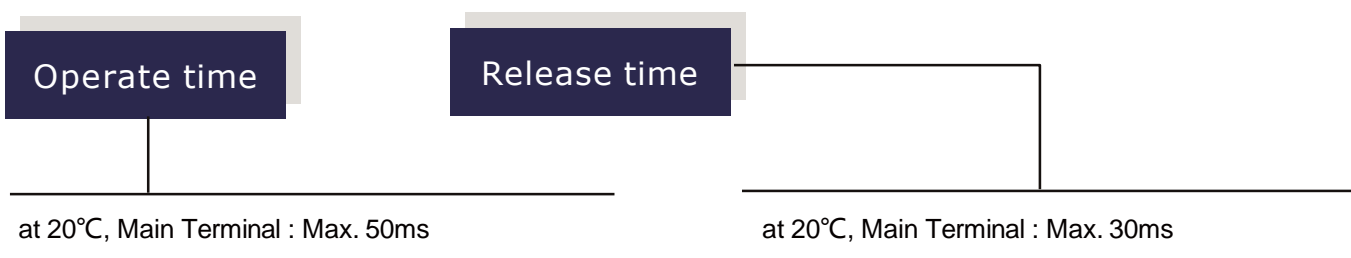 Operate time
Release time
at 20℃, Main Terminal : Max. 50ms
at 20℃, Main Terminal : Max. 30ms